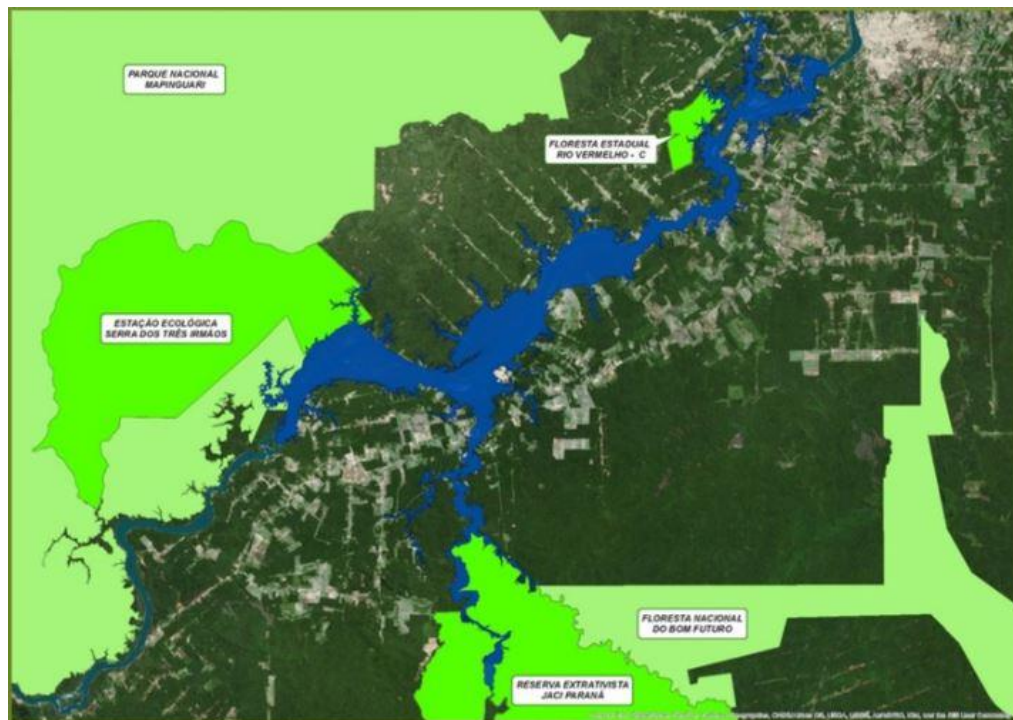 PARQUE NACIONAL
MAPINGUARI
FLORESTA ESTADUAL
RIO VERMELHO - C
ESTAÇÃO ECOLÓGICA
SERRA DOS TRÊS IRMÃOS
FLORESTA NACIONAL
DO BOM FUTURO
RESERVA EXTRATIVISTA
JACI PARANÁ